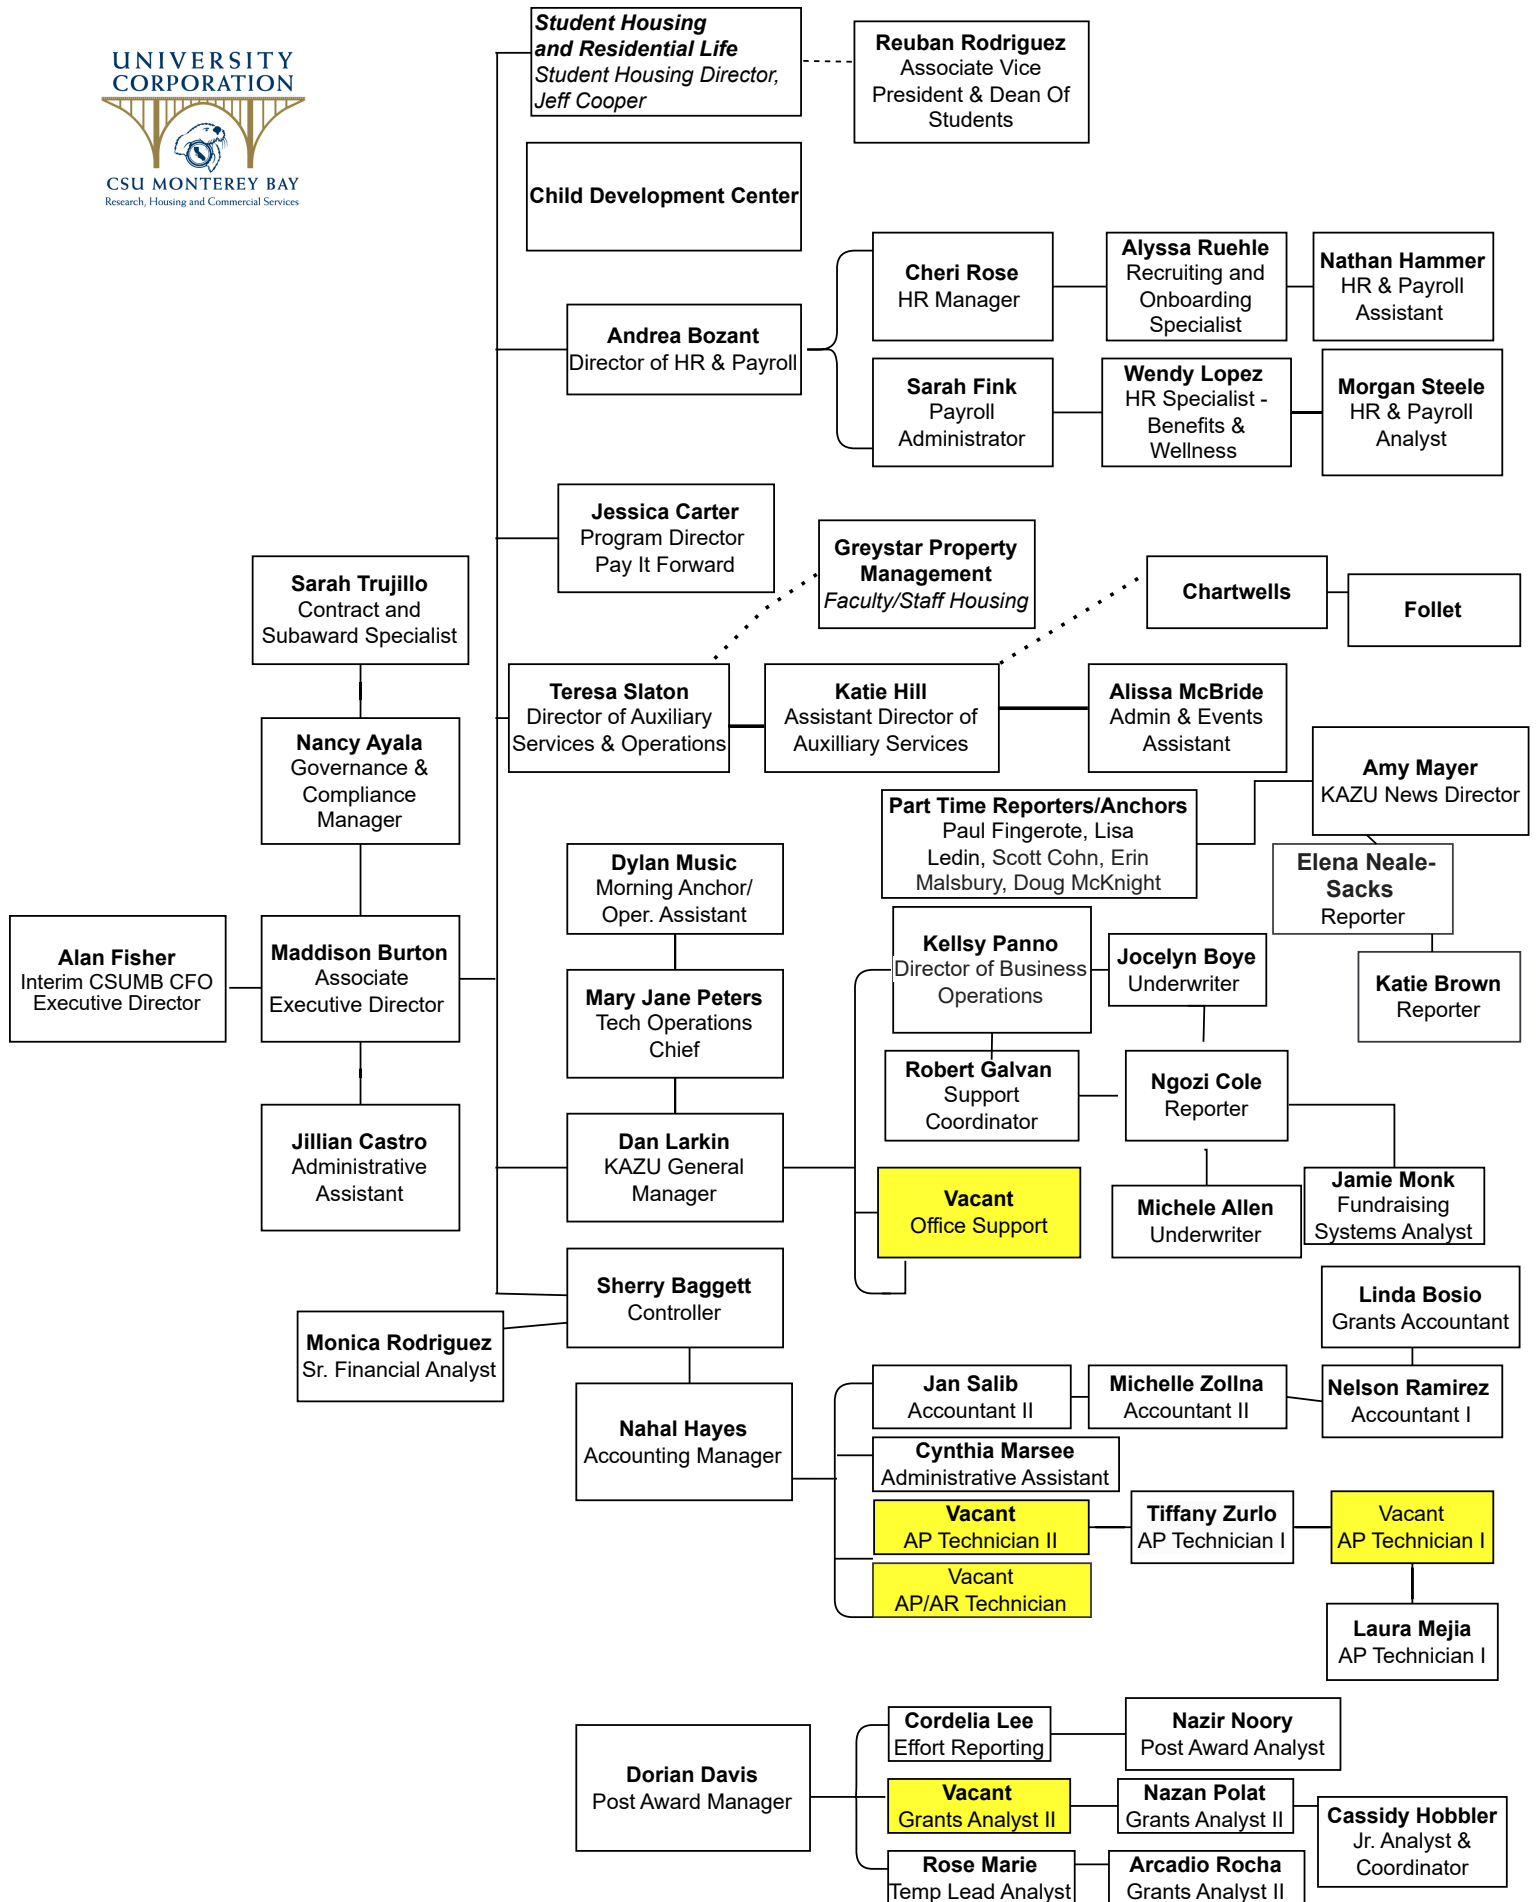 UNIVERSITY
CORPORATION
CSU MONTEREY BAY
Research, Housing and Commercial Services
Student Housing
and Residential Life
Student Housing Director,
Jeff Cooper
Reuban Rodriguez
Associate Vice
President & Dean Of
Students
Child Development Center
Andrea Bozant
Director of HR & Payroll
Cheri Rose
HR Manager
Alyssa Ruehle
Recruiting and
Onboarding
Specialist
Nathan Hammer
HR & Payroll
Assistant
Sarah Fink
Payroll
Administrator
Wendy Lopez
HR Specialist -
Benefits &
Wellness
Morgan Steele
HR & Payroll
Analyst
Jessica Carter
Program Director
Pay It Forward
Greystar Property
Management
Faculty/Staff Housing
Chartwells
Follet
Sarah Trujillo
Contract and
Subaward Specialist
Teresa Slaton
Director of Auxiliary
Services & Operations
Katie Hill
Assistant Director of
Auxilliary Services
Alissa McBride
Admin & Events
Assistant
Nancy Ayala
Governance &
Compliance
Manager
Amy Mayer
KAZU News Director
Part Time Reporters/Anchors
Paul Fingerote, Lisa
Ledin, Scott Cohn, Erin
Malsbury, Doug McKnight
Elena Neale-
Sacks
Reporter
Katie Brown
Reporter
Dylan Music
Morning Anchor/
Oper. Assistant
Alan Fisher
Interim CSUMB CFO
Executive Director
Maddison Burton
Associate
Executive Director
Mary Jane Peters
Tech Operations
Chief
Kellsy Panno
Director of Business
Operations
Jocelyn Boye
Underwriter
Robert Galvan
Support
Coordinator
Ngozi Cole
Reporter
Jillian Castro
Administrative
Assistant
Dan Larkin
KAZU General
Manager
Vacant
Office Support
Michele Allen
Underwriter
Jamie Monk
Fundraising
Systems Analyst
Sherry Baggett
Controller
Monica Rodriguez
Sr. Financial Analyst
Linda Bosio
Grants Accountant
Nahal Hayes
Accounting Manager
Jan Salib
Accountant II
Michelle Zollna
Accountant II
Nelson Ramirez
Accountant I
Cynthia Marsee
Administrative Assistant
Vacant
AP Technician II
Tiffany Zurlo
AP Technician I
Vacant
AP Technician I
Vacant
AP/AR Technician
Laura Mejia
AP Technician I
Dorian Davis
Post Award Manager
Cordelia Lee
Effort Reporting
Nazir Noory
Post Award Analyst
Vacant
Grants Analyst II
Nazan Polat
Grants Analyst II
Cassidy Hobbler
Jr. Analyst &
Coordinator
Rose Marie
Temp Lead Analyst
Arcadio Rocha
Grants Analyst II